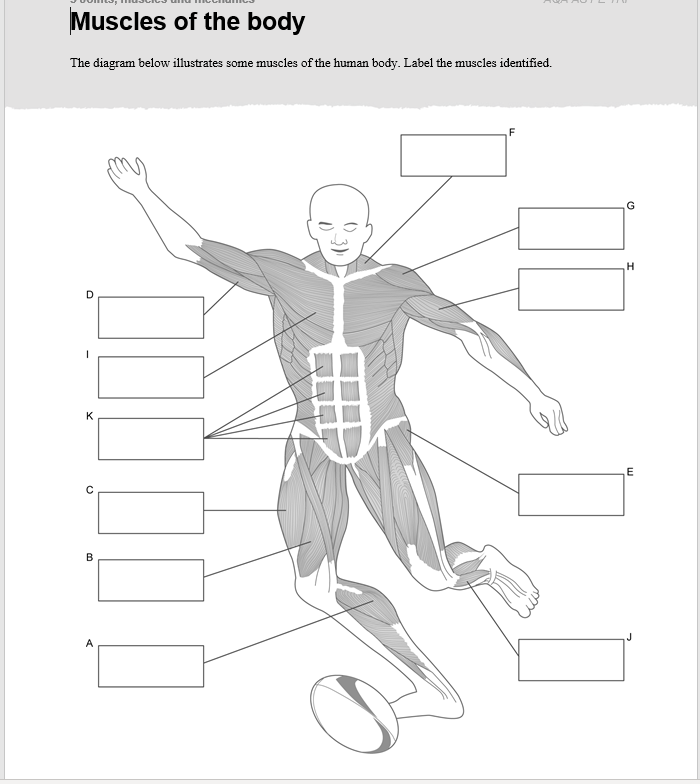 Muscles of the body
The diagram below illustrates some muscles of the human body. Label the muscles identified.
F
G
H
D
I
K
E
C
B
J
A